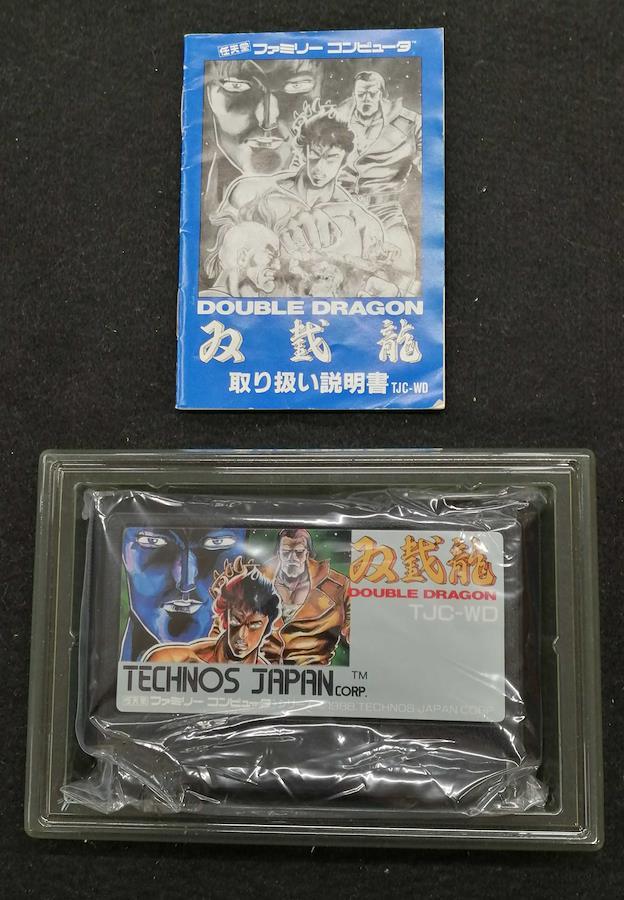 任天堂 ファミリー コンピュータ™
DOUBLE DRAGON
双截龍
取り扱い説明書 TJC-WD
双截龍
DOUBLE DRAGON
TJC-WD
TECHNOS JAPAN CORP. ™
任天堂 ファミリー コンピュータ 1988 TECHNOS JAPAN CORP.